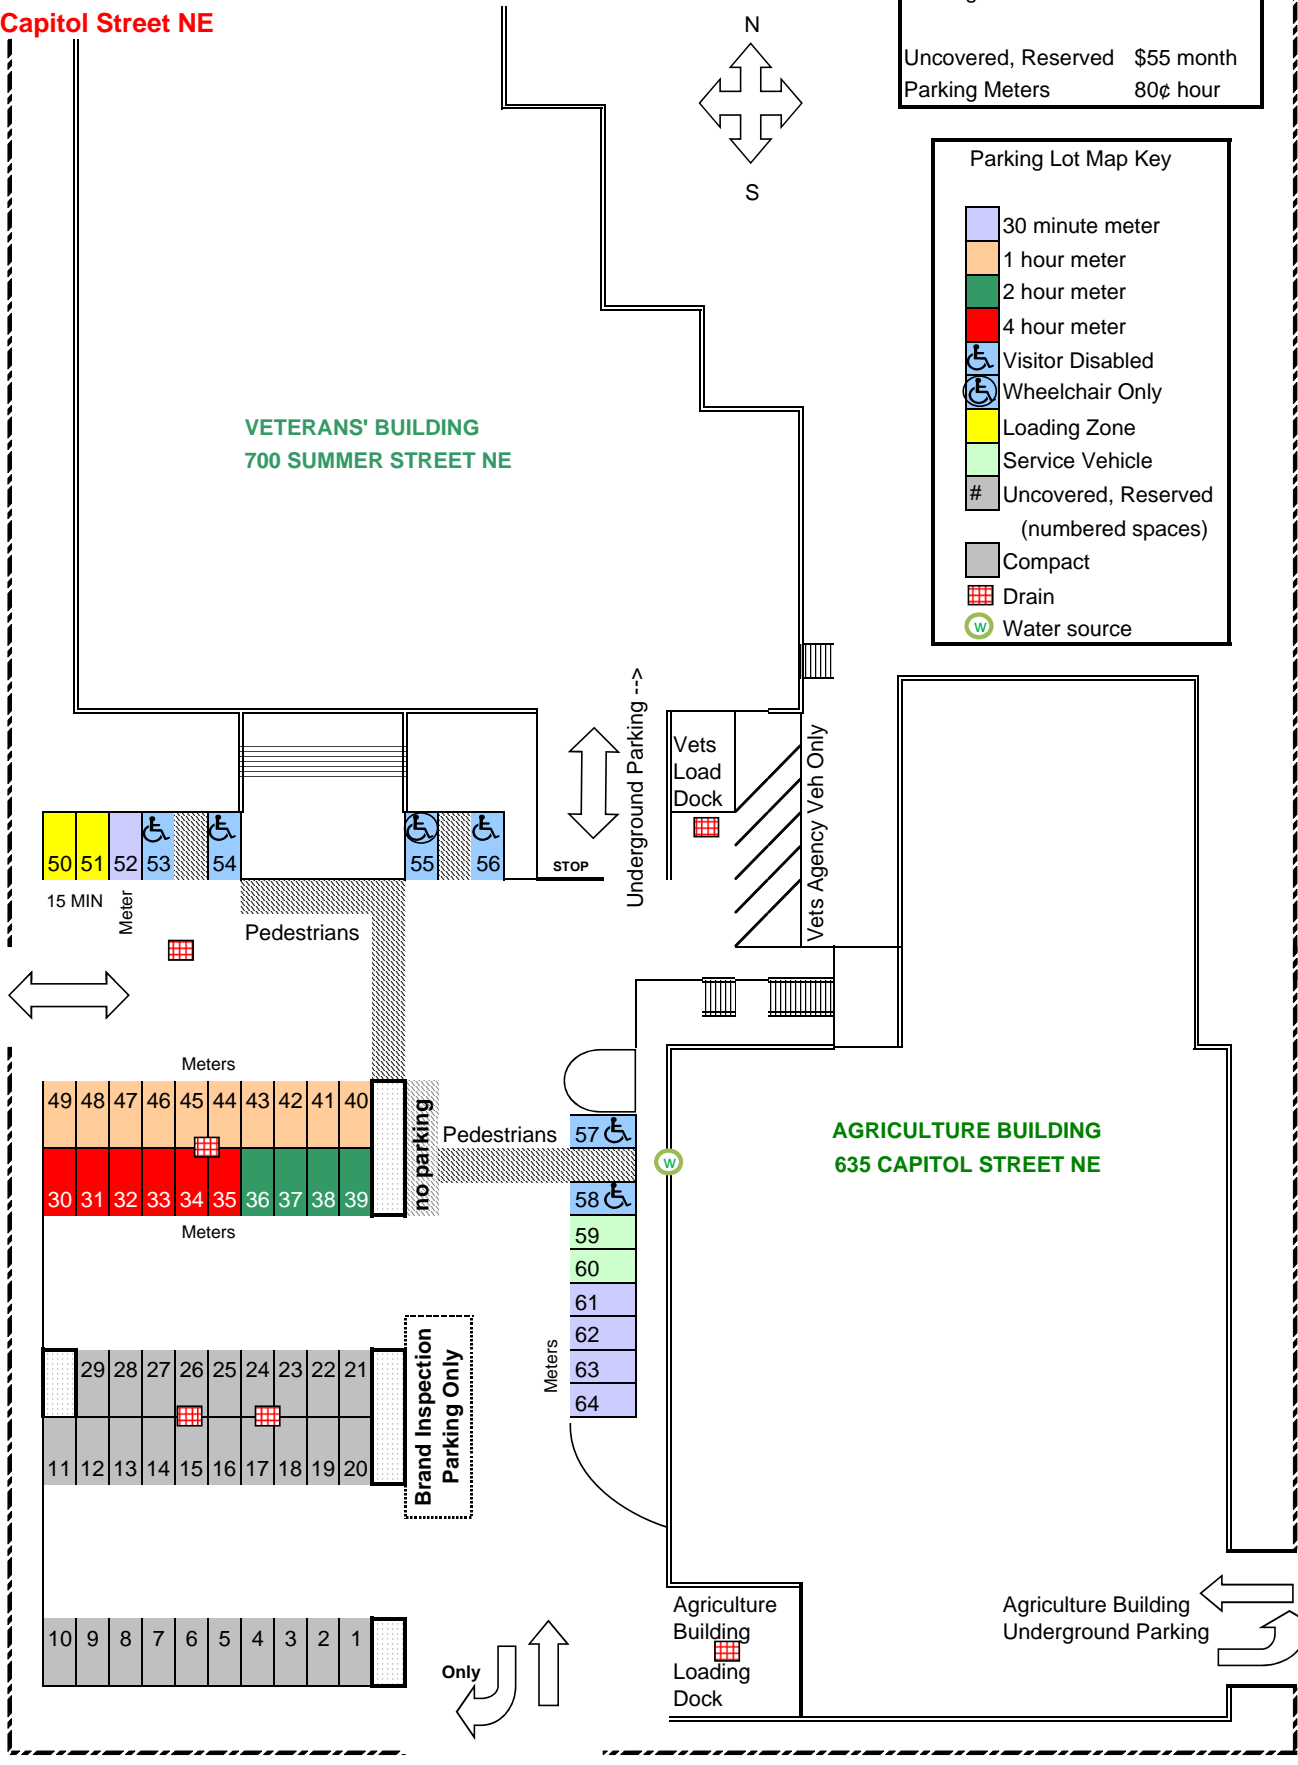 Capitol Street NE
Uncovered, Reserved $55 month
Parking Meters 80¢ hour
N
S
Parking Lot Map Key
30 minute meter
1 hour meter
2 hour meter
4 hour meter
Visitor Disabled
Wheelchair Only
Loading Zone
Service Vehicle
# Uncovered, Reserved
(numbered spaces)
Compact
Drain
W Water source
VETERANS' BUILDING
700 SUMMER STREET NE
Underground Parking -->
Vets
Load
Dock
Vets Agency Veh Only
50 51 52 53 54 55 56
STOP
15 MIN
Meter
Pedestrians
Meters
49 48 47 46 45 44 43 42 41 40
no parking
30 31 32 33 34 35 36 37 38 39
Meters
Pedestrians
57
W
58
59
60
61
62
63
64
Meters
AGRICULTURE BUILDING
635 CAPITOL STREET NE
29 28 27 26 25 24 23 22 21
11 12 13 14 15 16 17 18 19 20
Brand Inspection
Parking Only
10 9 8 7 6 5 4 3 2 1
Only
Agriculture
Building
Loading
Dock
Agriculture Building
Underground Parking